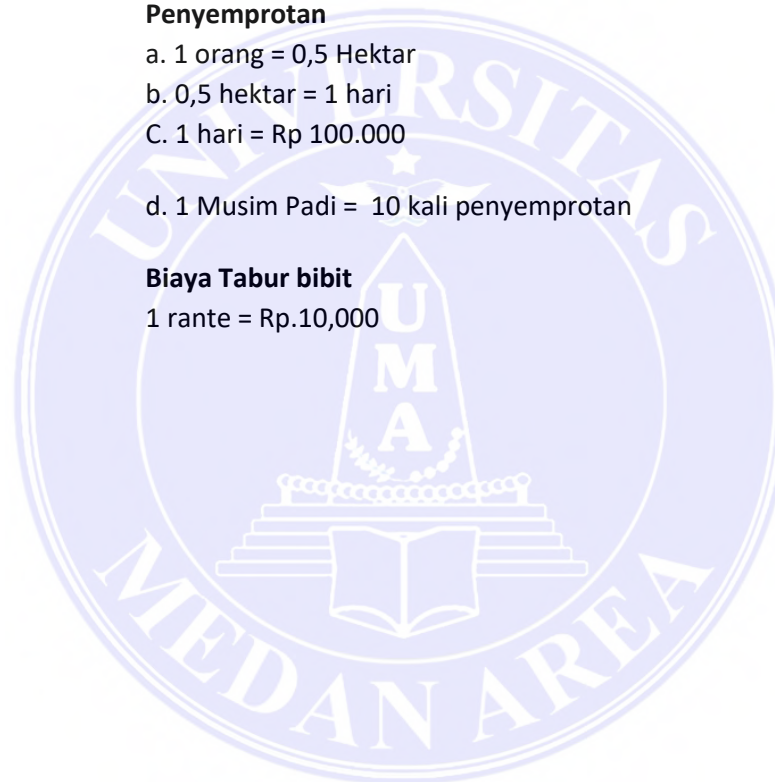 Penyemprotan
a. 1 orang = 0,5 Hektar
b. 0,5 hektar = 1 hari
C. 1 hari = Rp 100.000
d. 1 Musim Padi = 10 kali penyemprotan
Biaya Tabur bibit
1 rante = Rp.10,000
UNIVERSITAS
UMA
MEDAN AREA